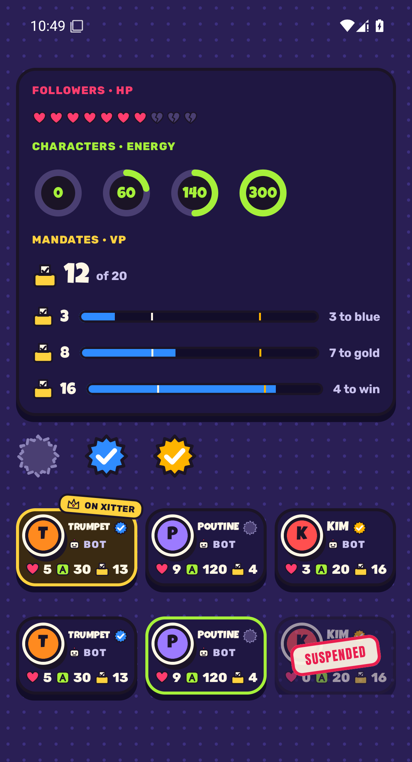 10:49
FOLLOWERS · HP
CHARACTERS · ENERGY
0 60 140 300
MANDATES · VP
12 of 20
3 3 to blue
8 7 to gold
16 4 to win
ON XITTER
T TRUMPET P POUTINE K KIM
BOT BOT BOT
5 A 30 13 9 A 120 4 3 A 20 16
T TRUMPET P POUTINE K KIM
BOT BOT
SUSPENDED
5 A 30 13 9 A 120 4 0 A 20 16